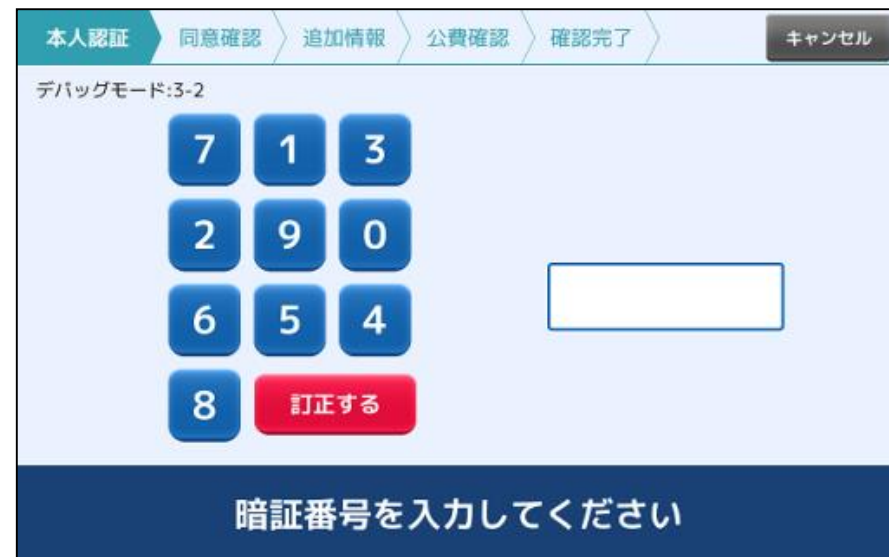 本人認証 同意確認 追加情報 公費確認 確認完了 キャンセル
デバッグモード:3-2
7 1 3
2 9 0
6 5 4
8 訂正する
暗証番号を入力してください